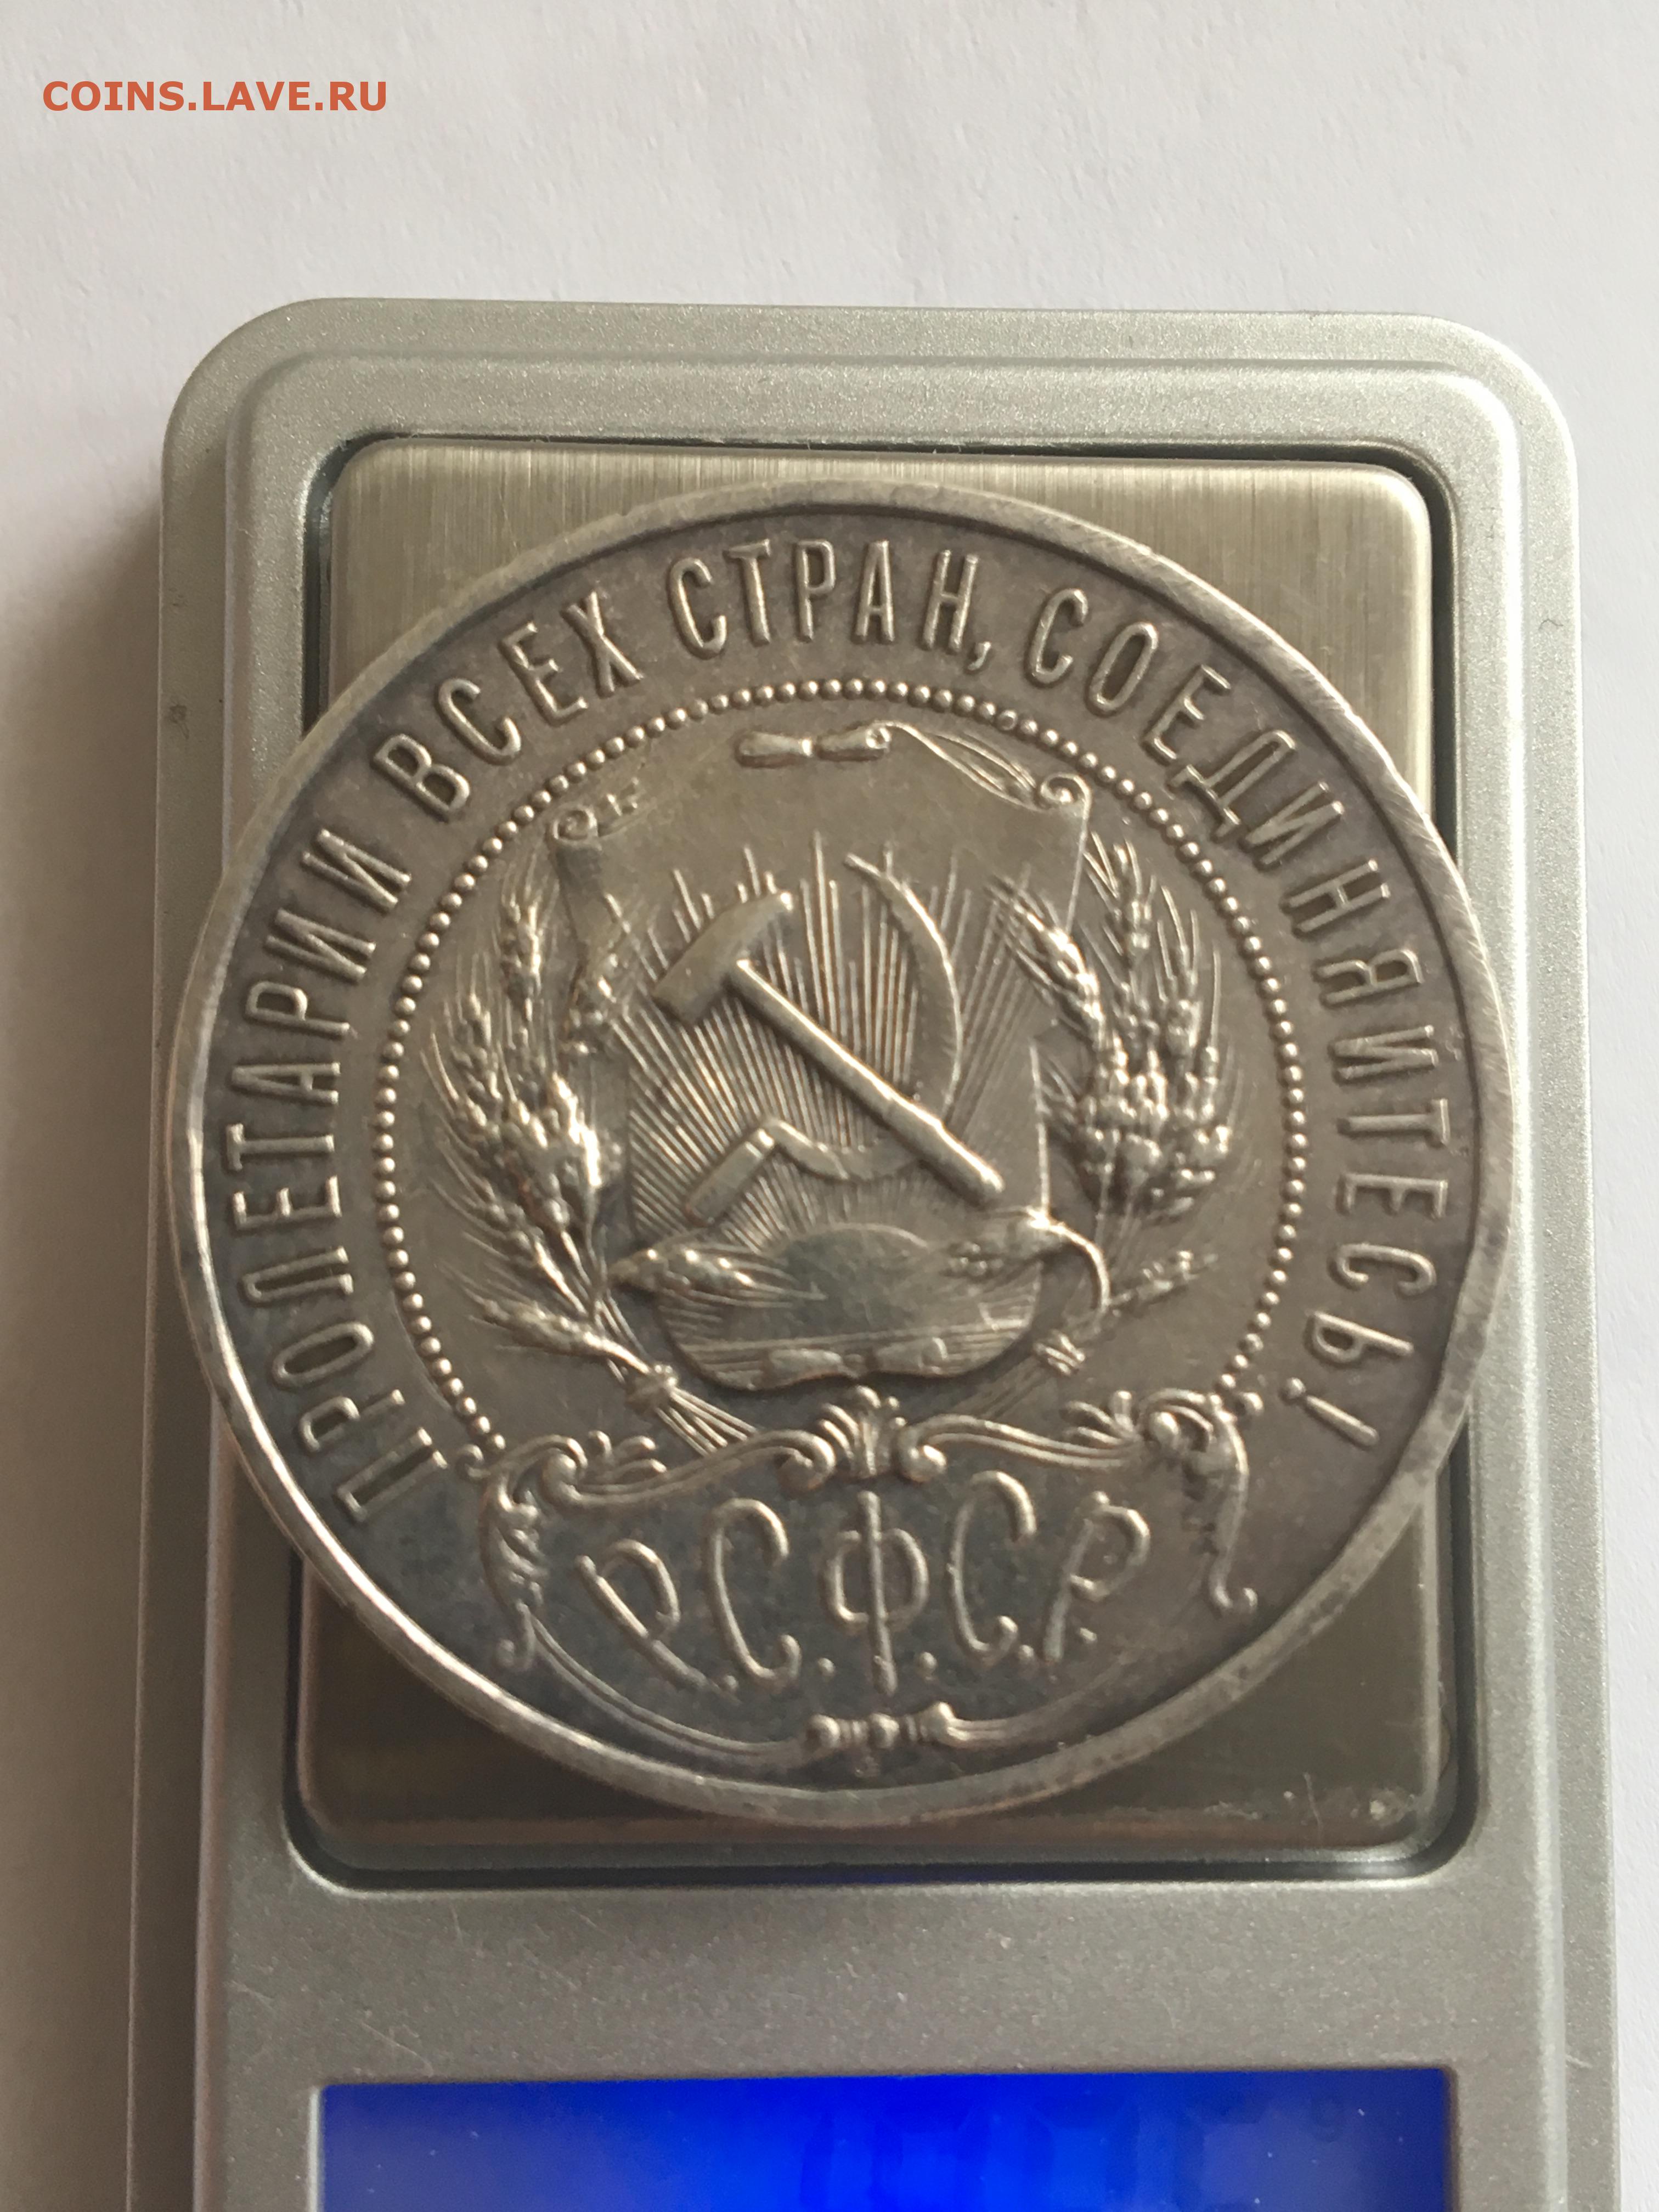 COINS.LAVE.RU
ПРОЛЕТАРИИ ВСЕХ СТРАН, СОЕДИНЯЙТЕСЬ!
Р.С.Ф.С.Р.